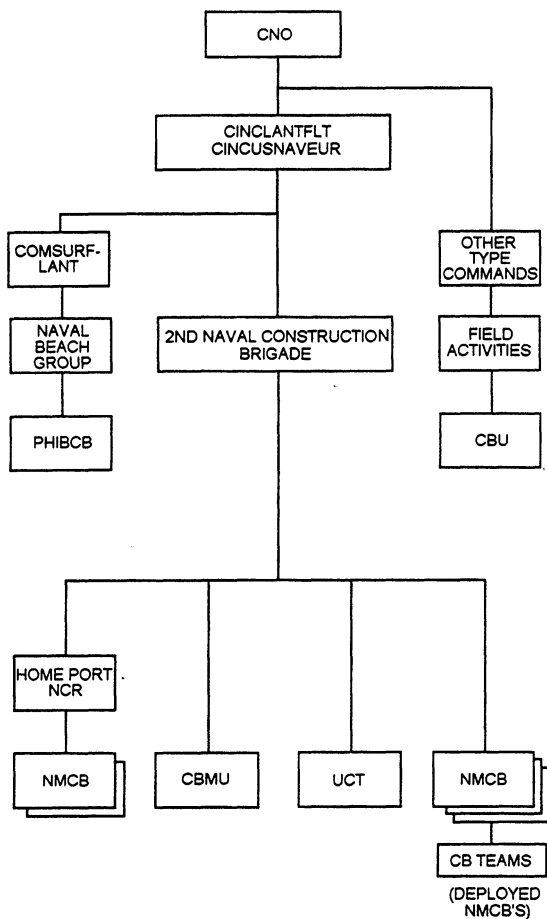 CNO
CINCLANTFLT
CINCUSNAVEUR
COMSURF-
LANT
OTHER
TYPE
COMMANDS
NAVAL
BEACH
GROUP
2ND NAVAL CONSTRUCTION
BRIGADE
FIELD
ACTIVITIES
PHIBCB
CBU
HOME PORT
NCR
NMCB
CBMU
UCT
NMCB
CB TEAMS
(DEPLOYED
NMCB'S)